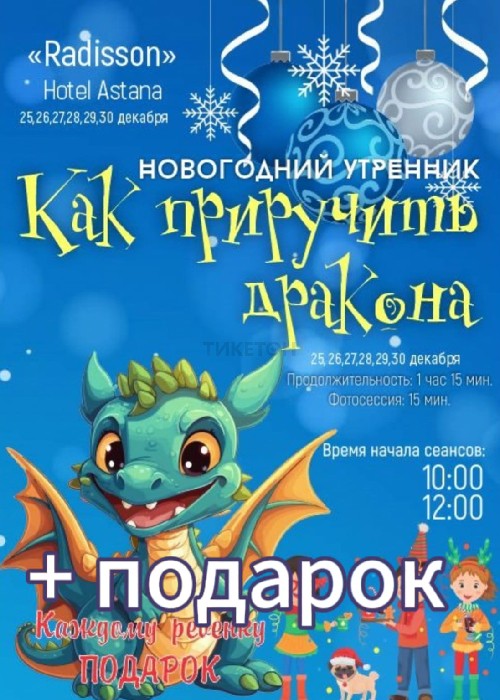 «Radisson»
Hotel Astana
25,26,27,28,29,30 декабря
НОВОГОДНИЙ УТРЕННИК
Как приручить
дракона
ТИКЕТОН
25,26,27,28,29,30 декабря
Продолжительность: 1 час 15 мин.
Фотосессия: 15 мин.
Время начала сеансов:
10:00
12:00
+ подарок
Каждому ребенку
ПОДАРОК